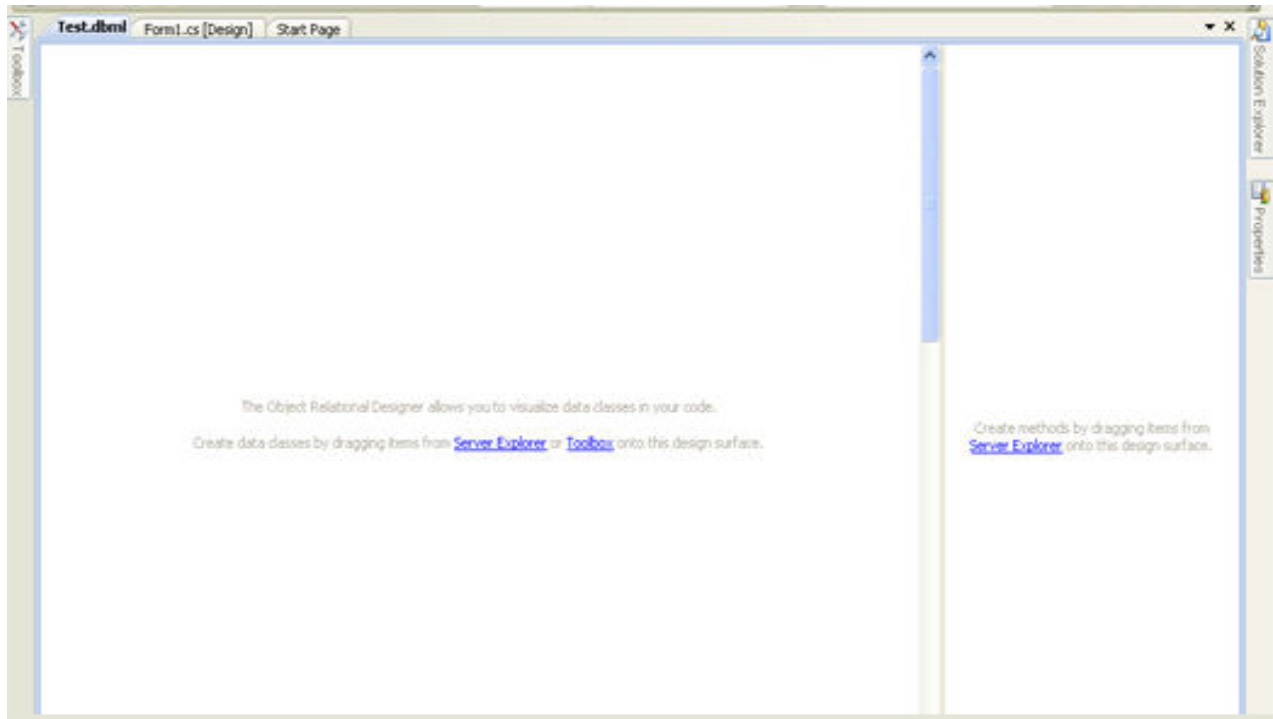 Test.dbml Form1.cs [Design] Start Page
Toolbox
Solution Explorer
Properties
The Object Relational Designer allows you to visualize data classes in your code.
Create data classes by dragging items from Server Explorer or Toolbox onto this design surface.
Create methods by dragging items from
Server Explorer onto this design surface.